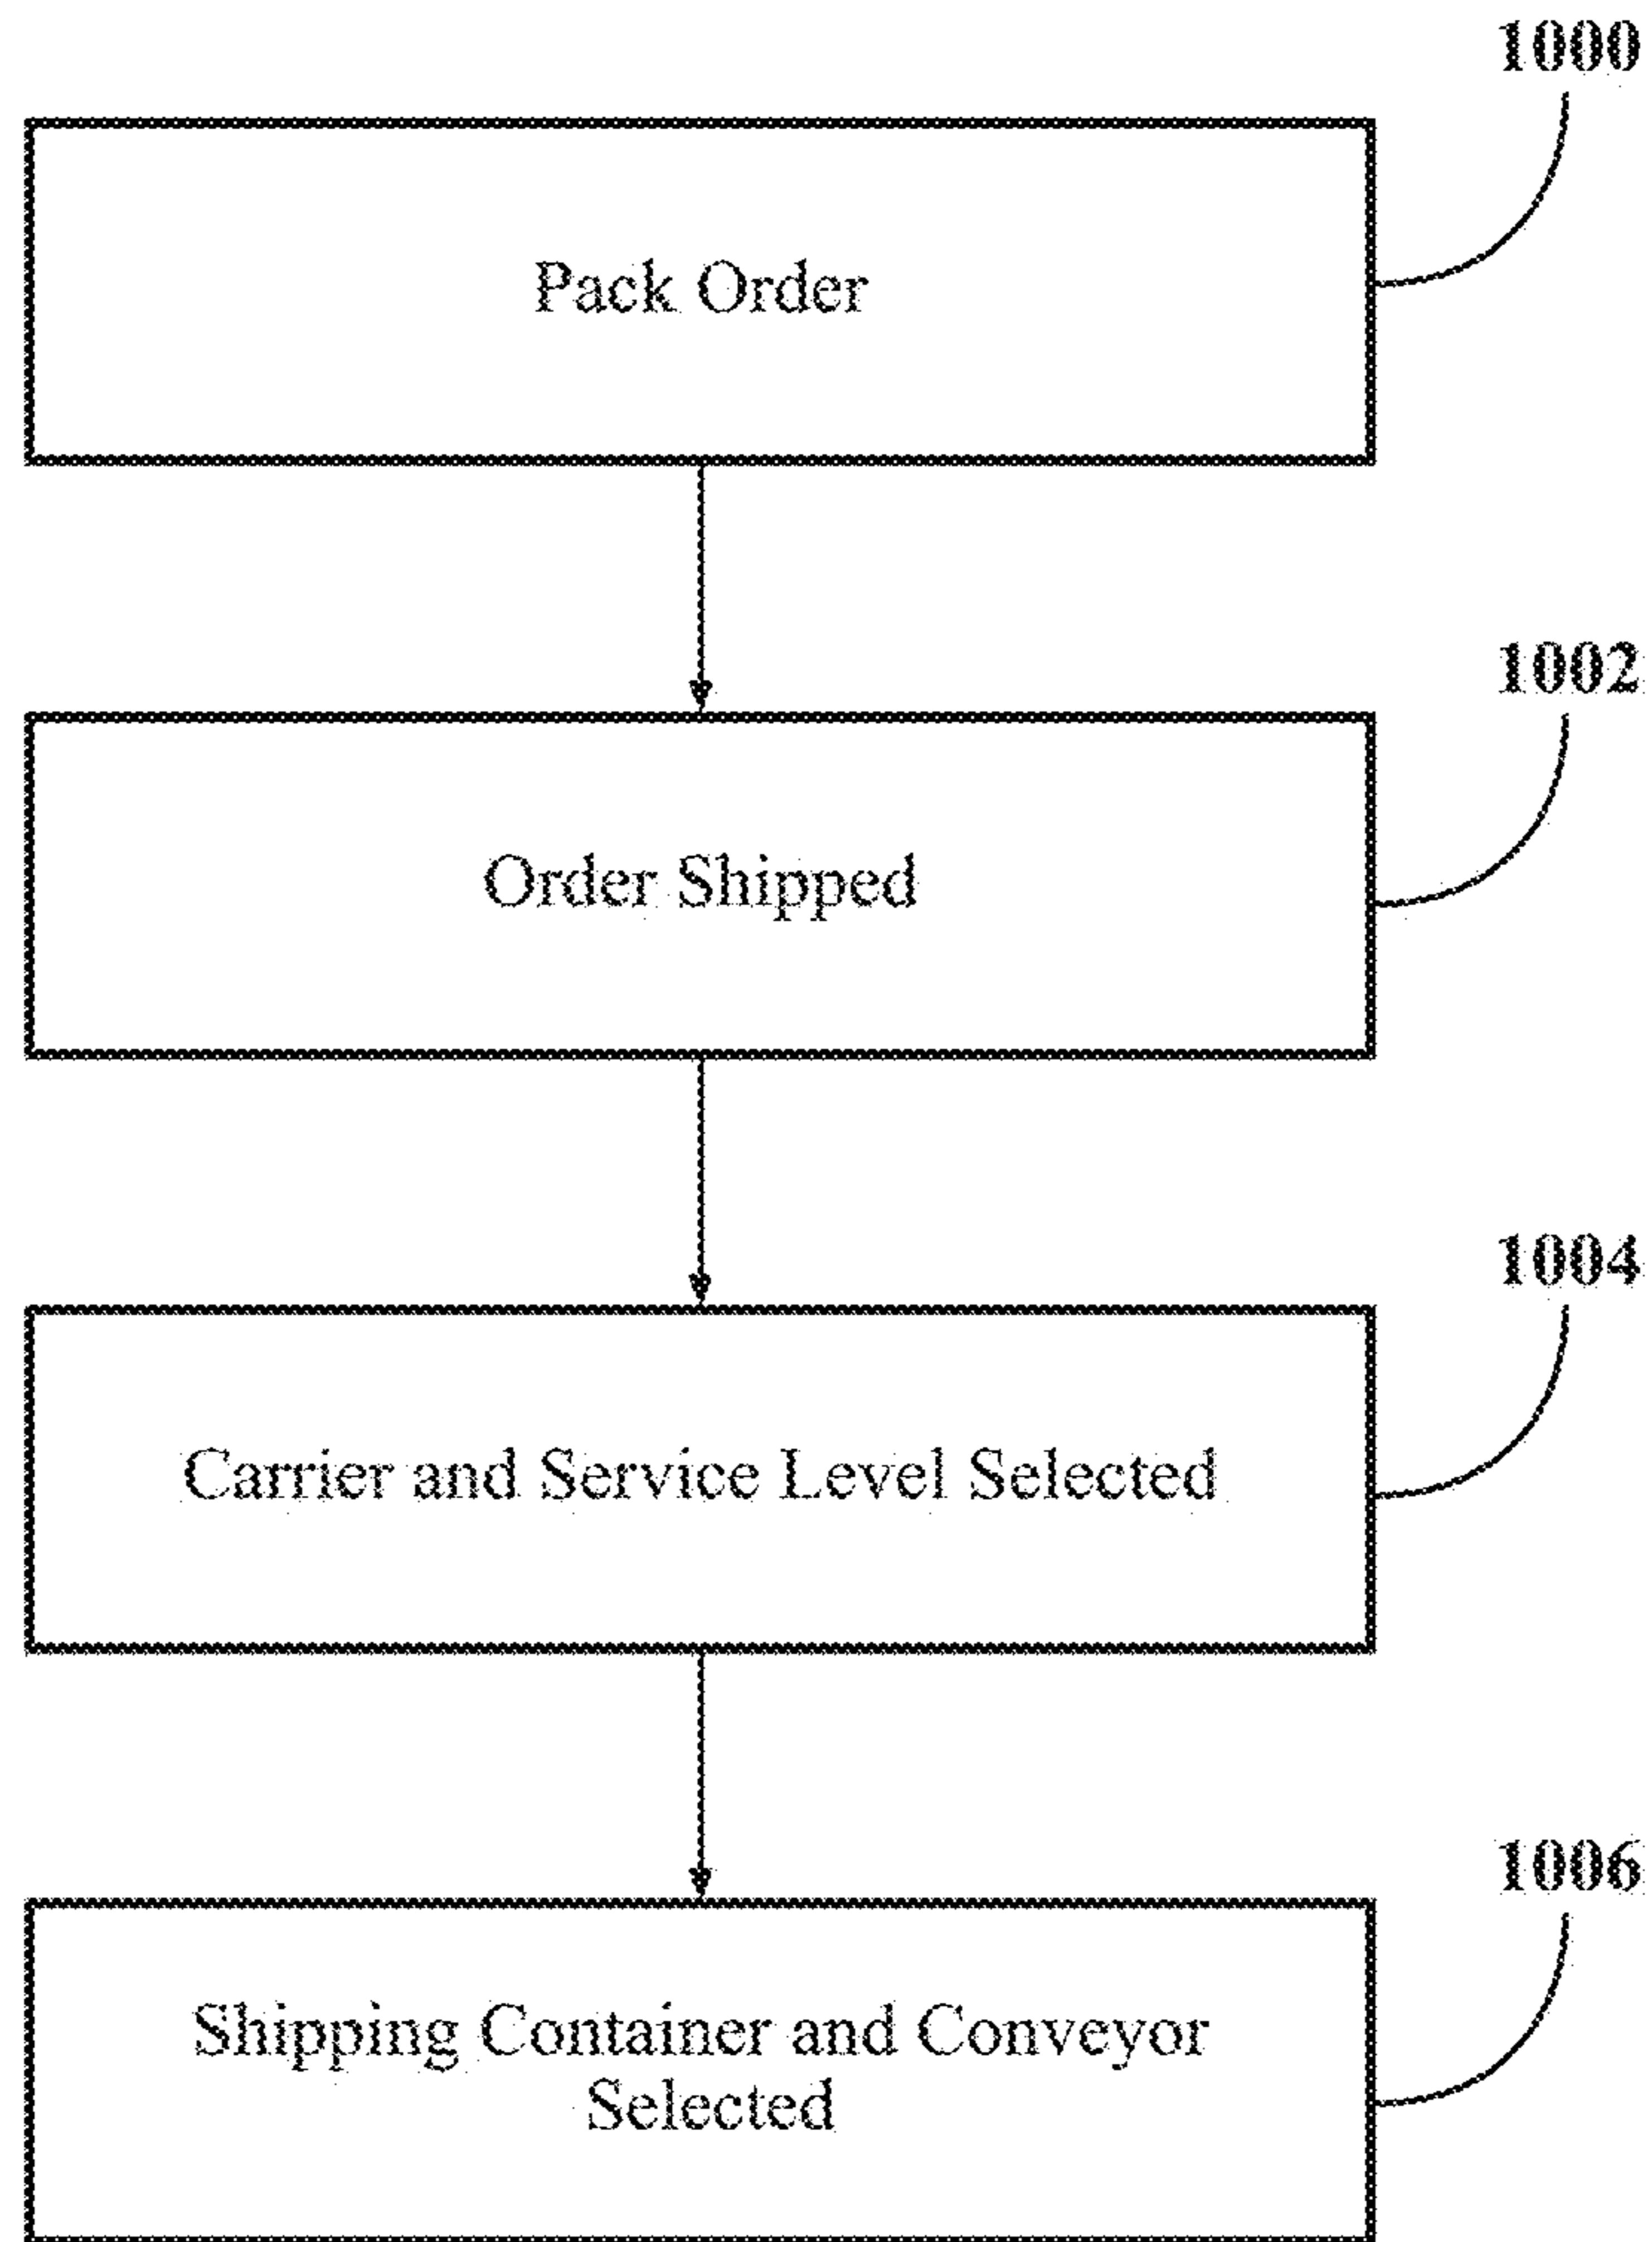 1000
Pack Order
1002
Order Shipped
1004
Carrier and Service Level Selected
1006
Shipping Container and Conveyor
Selected